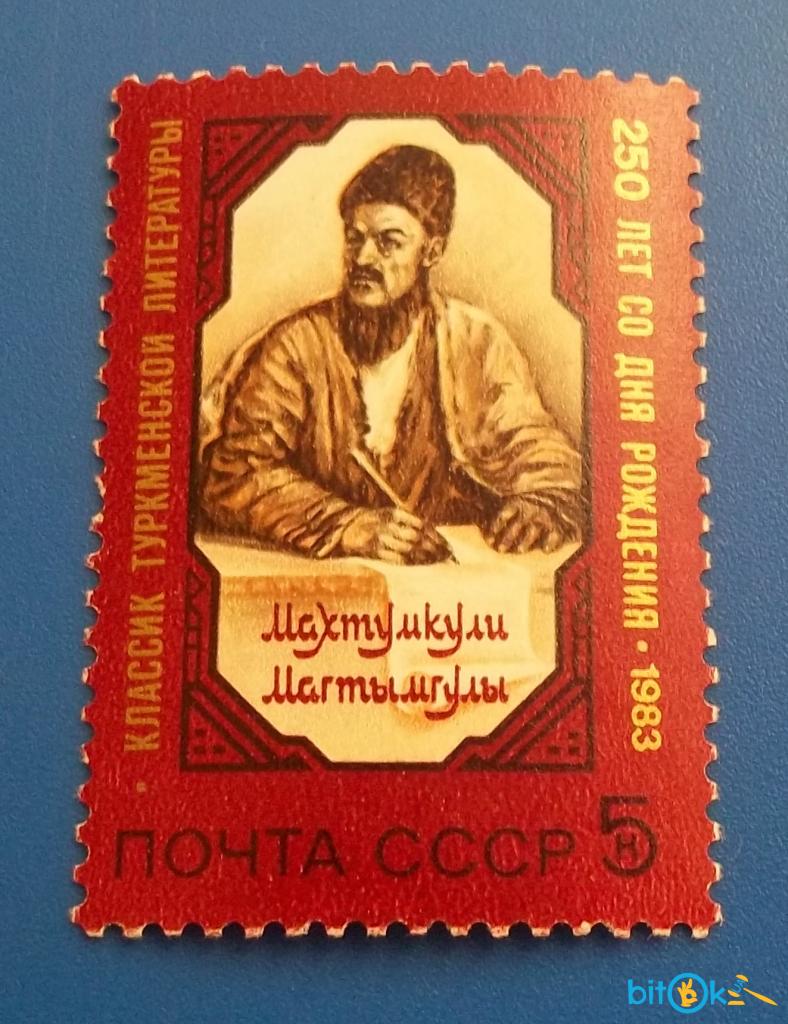 · КЛАССИК ТУРКМЕНСКОЙ ЛИТЕРАТУРЫ
250 ЛЕТ СО ДНЯ РОЖДЕНИЯ · 1983
Махтумкули
Магтымгулы
ПОЧТА СССР 5 к
bitok